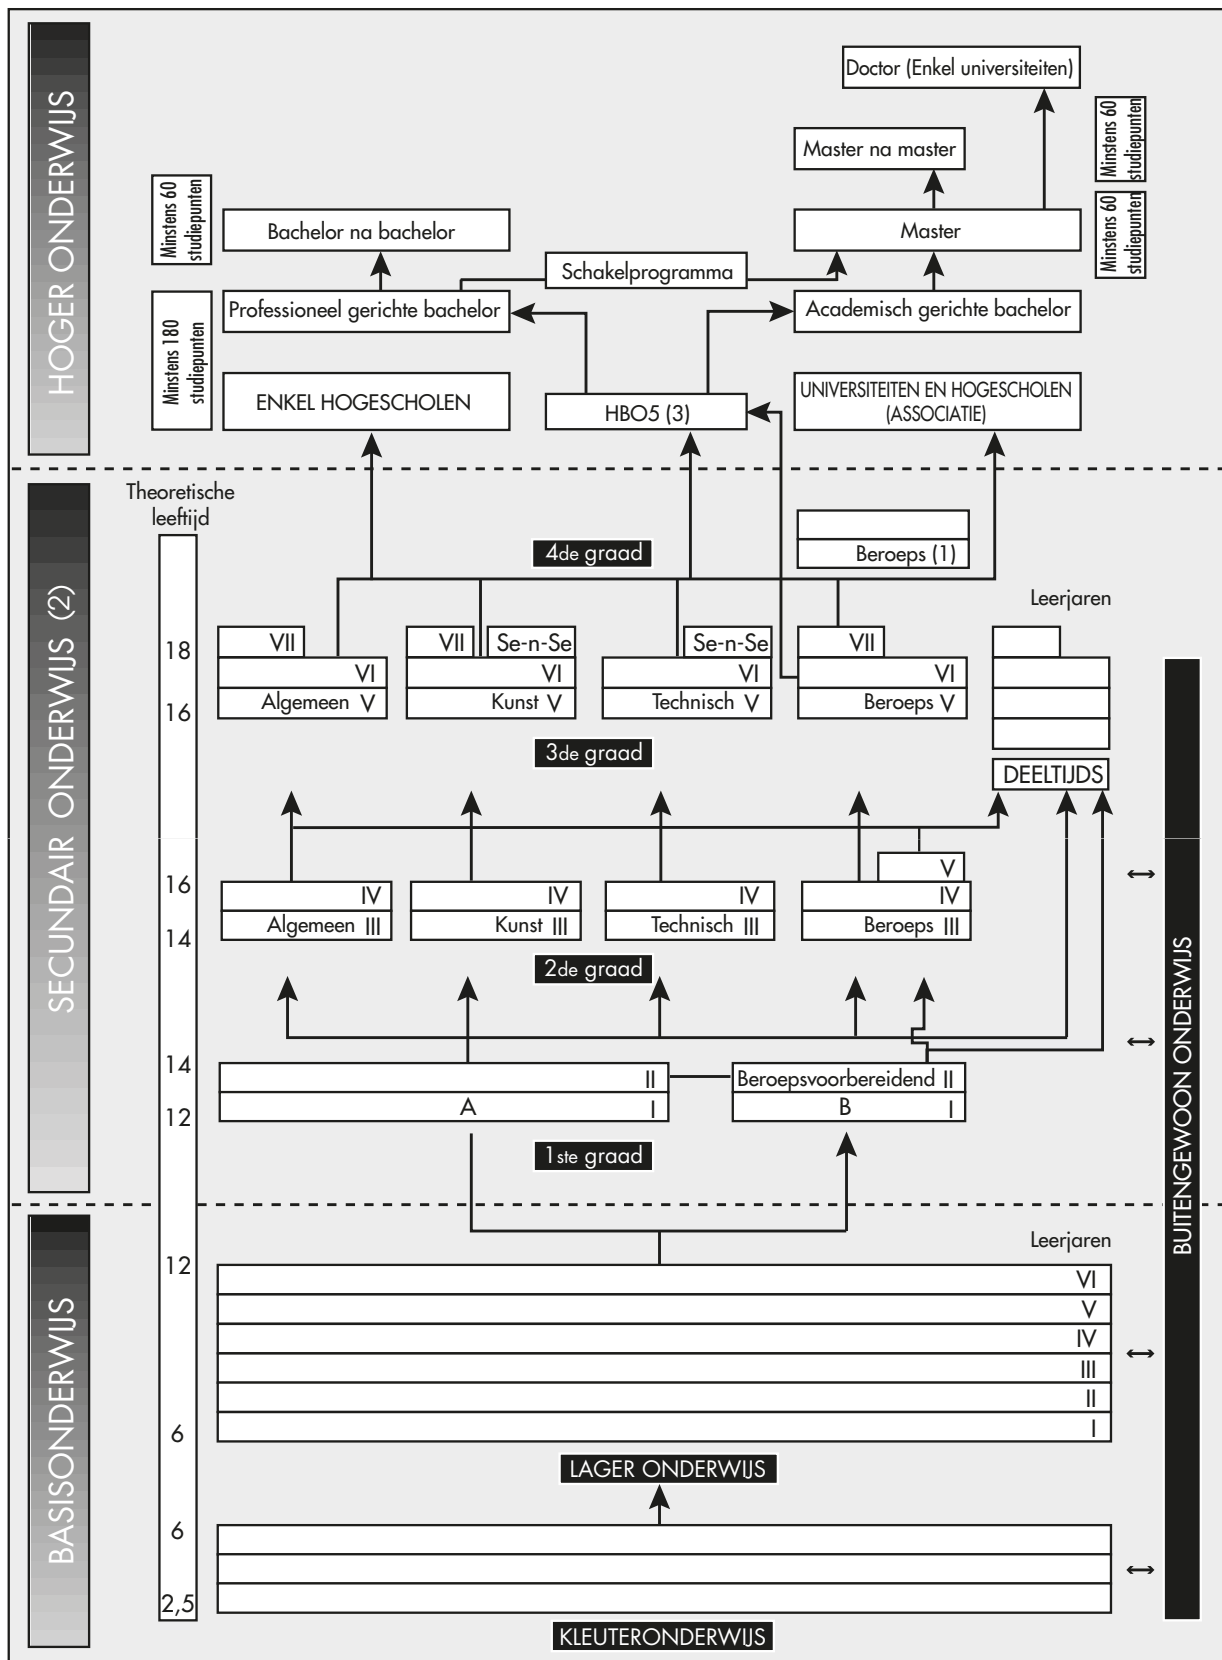 HOGER ONDERWIJS
Doctor (Enkel universiteiten)
Minstens 60
studiepunten
Master na master
Minstens 60
studiepunten
Bachelor na bachelor
Master
Minstens 60
studiepunten
Schakelprogramma
Professioneel gerichte bachelor
Academisch gerichte bachelor
Minstens 180
studiepunten
ENKEL HOGESCHOLEN
HBO5 (3)
UNIVERSITEITEN EN HOGESCHOLEN
(ASSOCIATIE)
SECUNDAIR ONDERWIJS (2)
Theoretische
leeftijd
4de graad
Beroeps (1)
Leerjaren
18
VII
VII
Se-n-Se
Se-n-Se
VII
VI
VI
VI
VI
16
Algemeen V
Kunst V
Technisch V
Beroeps V
3de graad
DEELTIJDS
V
16
IV
IV
IV
IV
14
Algemeen III
Kunst III
Technisch III
Beroeps III
2de graad
14
II
Beroepsvoorbereidend II
12
A I
B I
1ste graad
BUITENGEWOON ONDERWIJS
BASISONDERWIJS
Leerjaren
12
VI
V
IV
III
II
6
I
LAGER ONDERWIJS
6
2,5
KLEUTERONDERWIJS